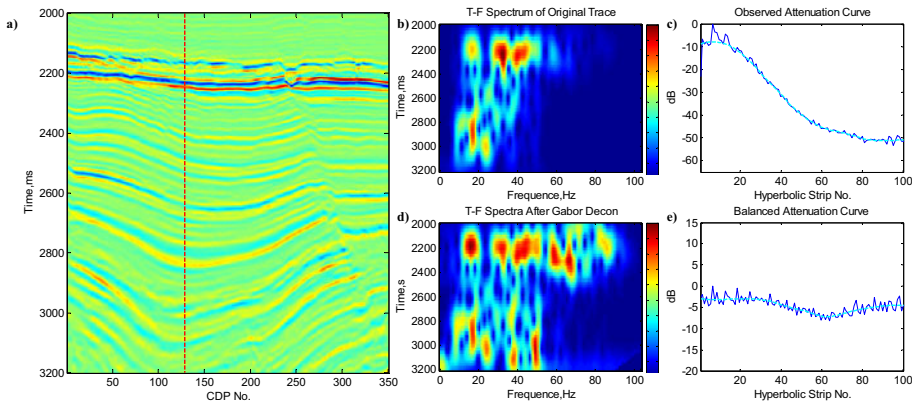 a)
2000
2200
2400
2600
2800
3000
3200
Time,ms
50 100 150 200 250 300 350
CDP No.
b)
T-F Spectrum of Original Trace
2000
2200
2400
2600
2800
3000
3200
Time,ms
0 20 40 60 80 100
Frequence,Hz
c)
Observed Attenuation Curve
0
-10
-20
-30
-40
-50
-60
dB
0 20 40 60 80 100
Hyperbolic Strip No.
d)
T-F Spectra After Gabor Decon
2000
2200
2400
2600
2800
3000
3200
Time,s
0 20 40 60 80 100
Frequence,Hz
e)
Balanced Attenuation Curve
15
10
5
0
-5
-10
-15
20
dB
0 20 40 60 80 100
Hyperbolic Strip No.